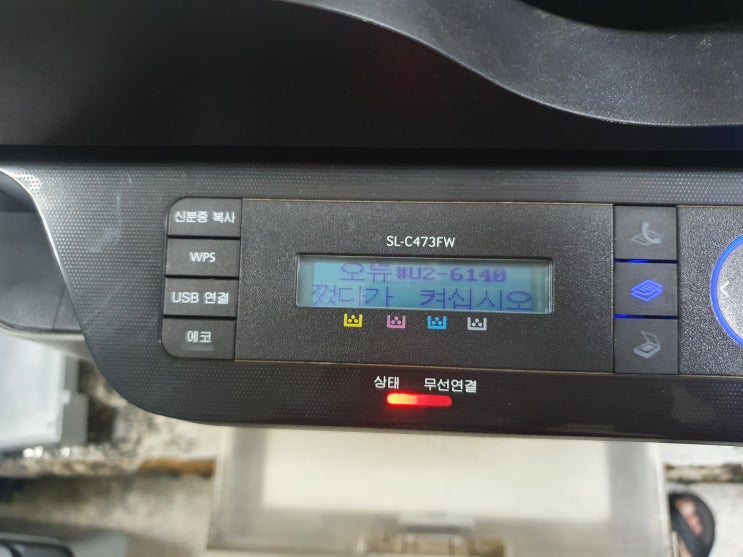 SL-C473FW
신분증 복사
WPS
USB 연결
에코
오류#U2-6140
껐다가 켜십시오
상태 무선연결